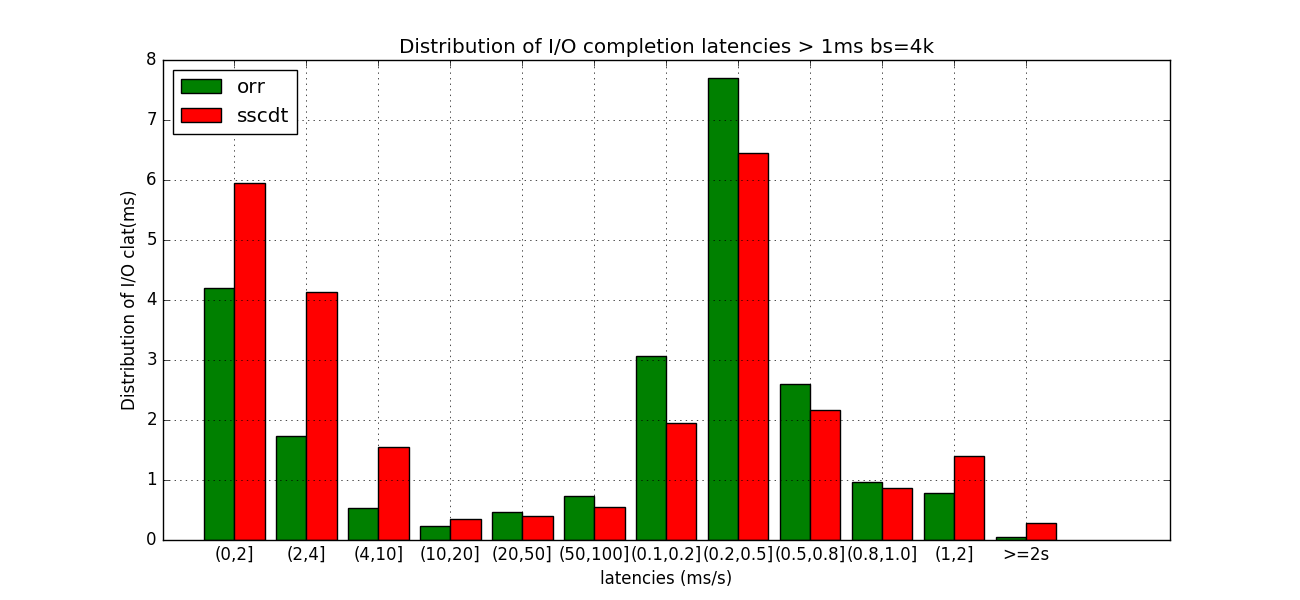 Distribution of I/O completion latencies > 1ms bs=4k
orr
sscdt
Distribution of I/O clat(ms)
8
7
6
5
4
3
2
1
0
(0,2] (2,4] (4,10] (10,20] (20,50] (50,100] (0.1,0.2] (0.2,0.5] (0.5,0.8] (0.8,1.0] (1,2] >=2s
latencies (ms/s)